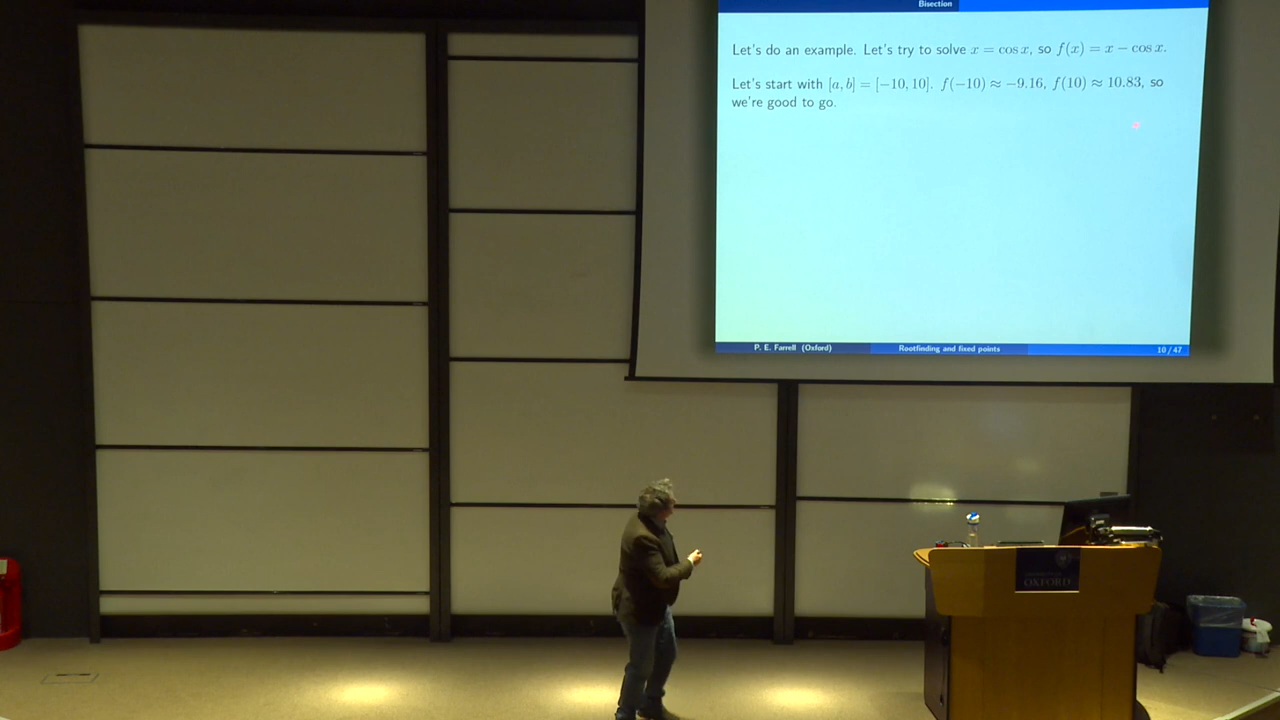 Bisection
Let's do an example. Let's try to solve x = cos x, so f(x) = x − cos x.
Let's start with [a, b] = [−10, 10]. f(−10) ≈ −9.16, f(10) ≈ 10.83, so
we're good to go.
P. E. Farrell (Oxford) Rootfinding and fixed points 10 / 47
OXFORD